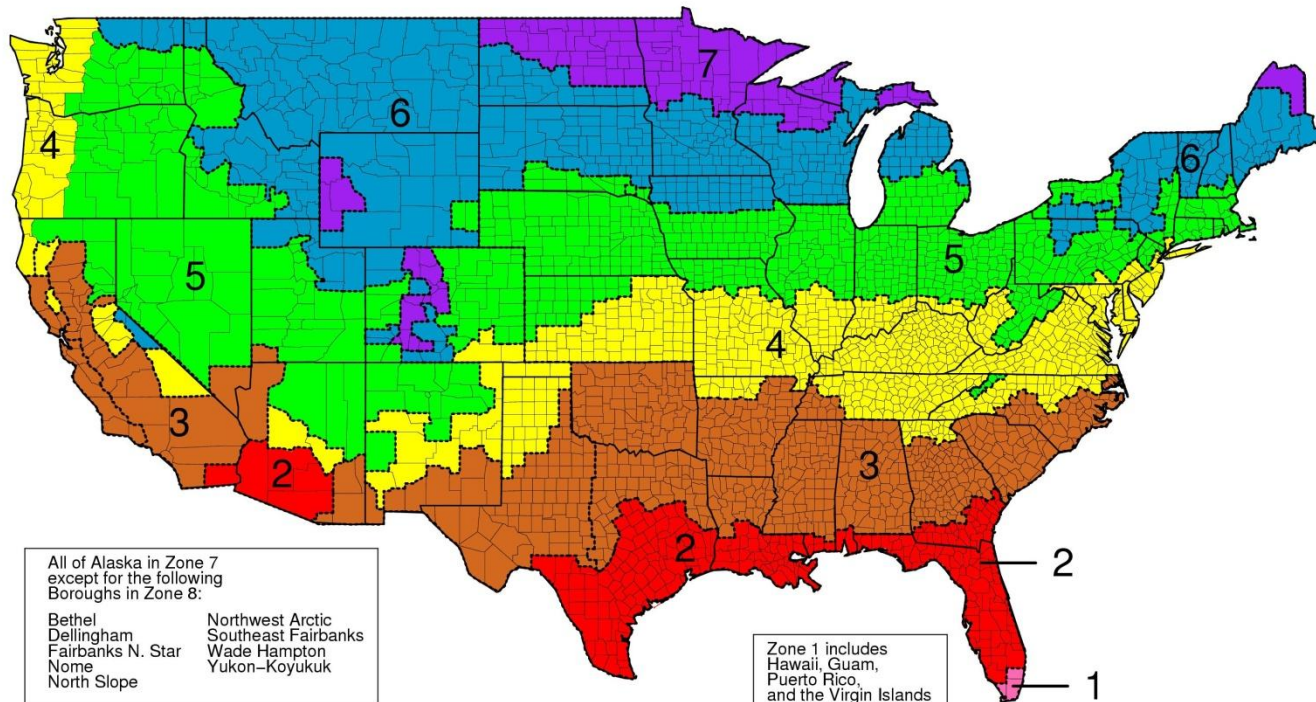 7
6
4
6
5
5
4
3
3
2
2
2
1
All of Alaska in Zone 7
except for the following
Boroughs in Zone 8:
Bethel
Dellingham
Fairbanks N. Star
Nome
North Slope
Northwest Arctic
Southeast Fairbanks
Wade Hampton
Yukon-Koyukuk
Zone 1 includes
Hawaii, Guam,
Puerto Rico,
and the Virgin Islands